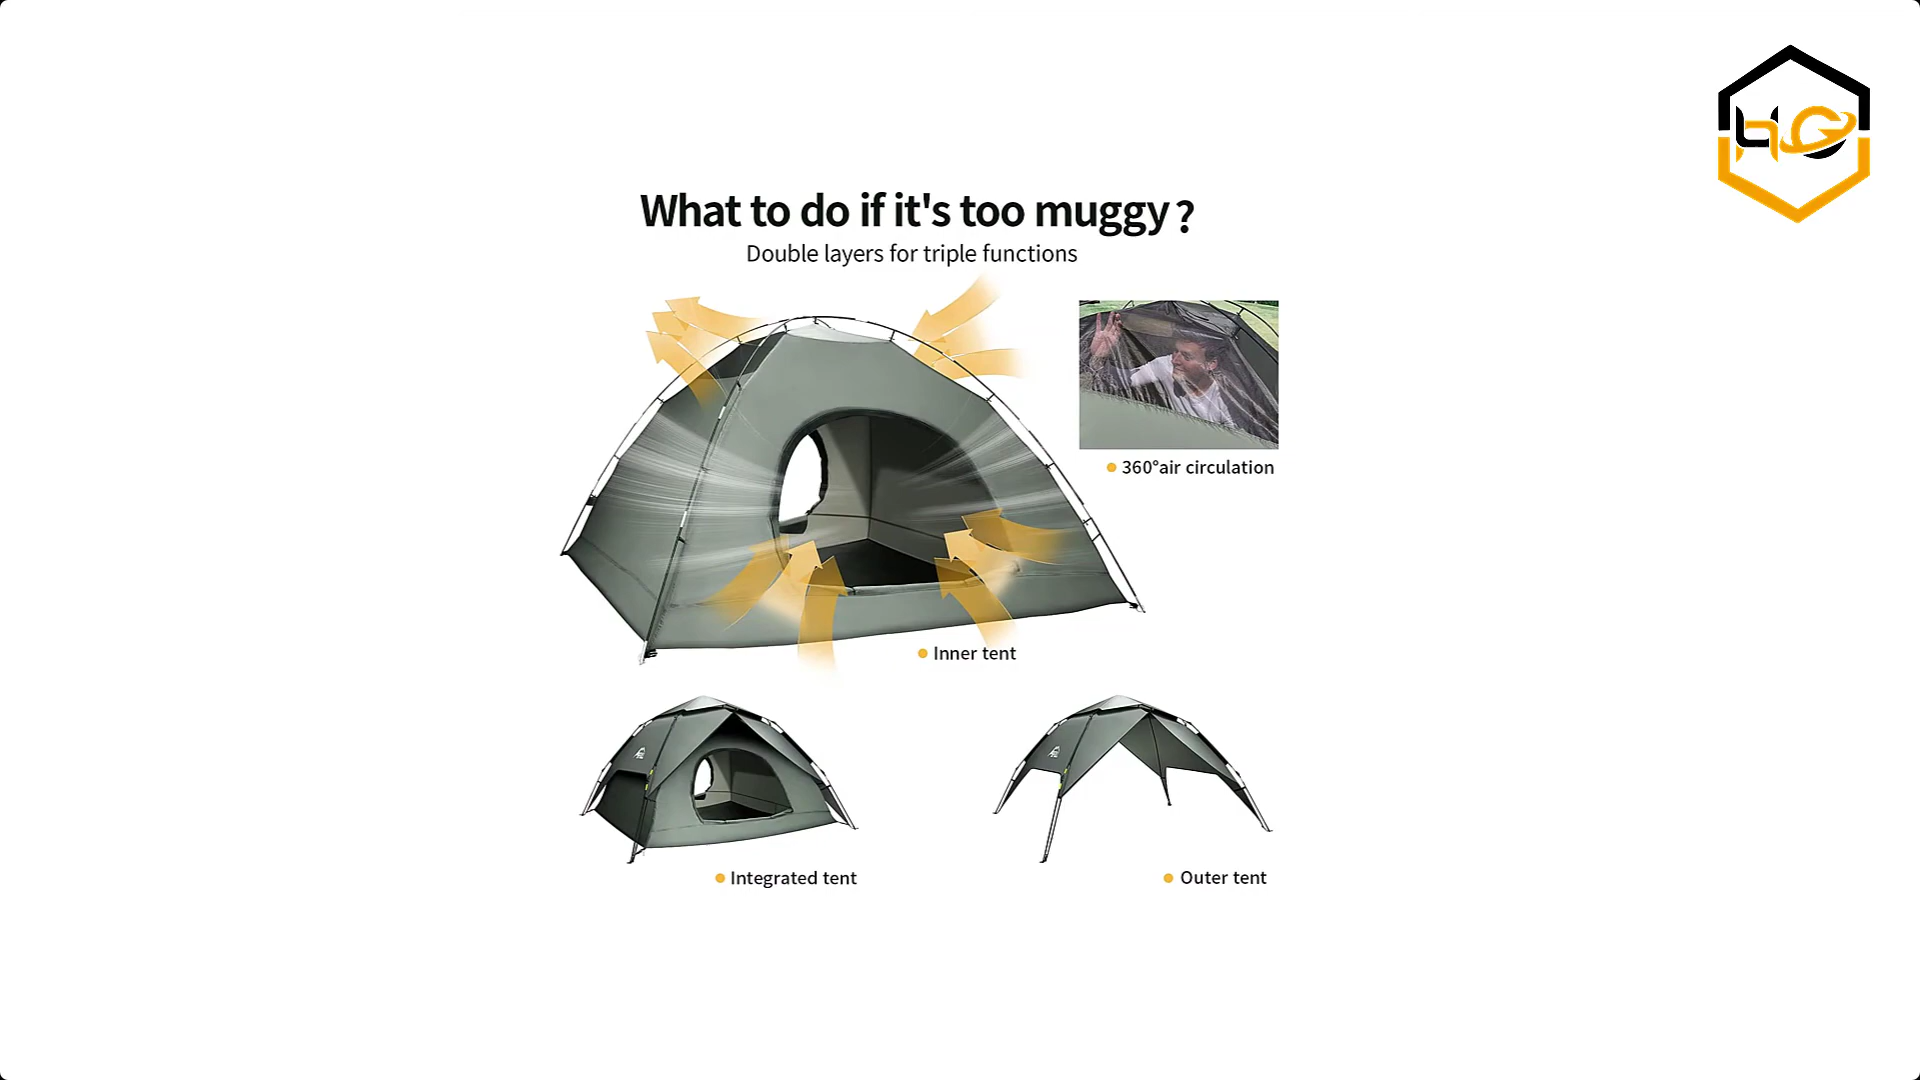 What to do if it's too muggy?
Double layers for triple functions
360°air circulation
Inner tent
Integrated tent
Outer tent